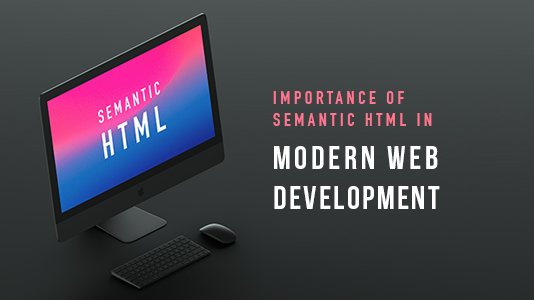 SEMANTIC
HTML
IMPORTANCE OF
SEMANTIC HTML IN
MODERN WEB
DEVELOPMENT